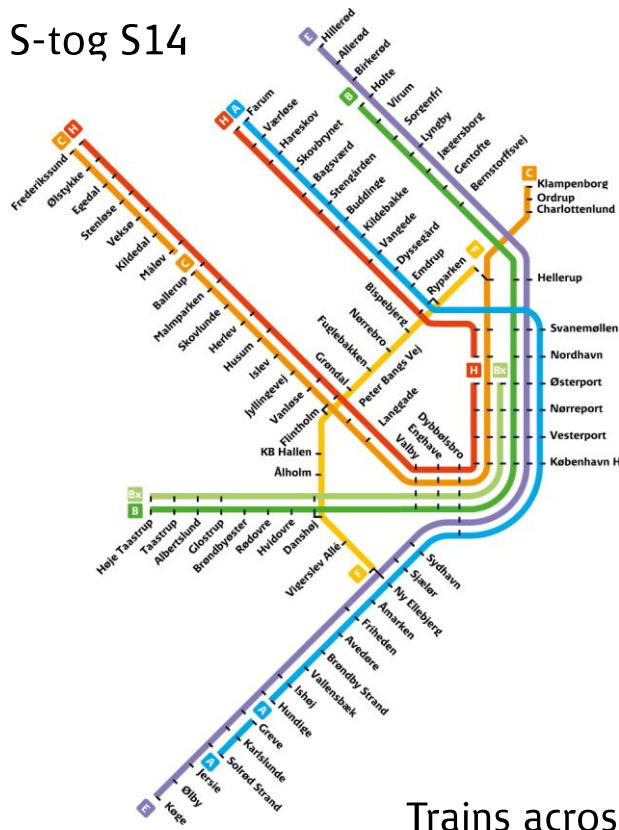 S-tog S14
E
Hillerød
Allerød
Birkerød
B
Holte
Virum
Sorgenfri
Lyngby
Jægersborg
Gentofte
Bernstorffsvej
H
A
Farum
Værløse
Hareskov
Skovbrynet
Bagsværd
Stengården
Buddinge
Kildebakke
Vangede
Dyssegård
Emdrup
Ryparken
F
C
Klampenborg
Ordrup
Charlottenlund
C
H
Frederikssund
Ølstykke
Egedal
Stenløse
Veksø
Kildedal
Måløv
C
Ballerup
Malmparken
Skovlunde
Herlev
Husum
Islev
Jyllingevej
Vanløse
Flintholm
Bispebjerg
Nørrebro
Fuglebakken
Grøndal
Peter Bangs Vej
Langgade
Valby
Enghave
Dybbølsbro
Hellerup
Svanemøllen
Nordhavn
H
Bx
Østerport
Nørreport
Vesterport
København H
KB Hallen
Ålholm
Bx
B
Høje Taastrup
Taastrup
Albertslund
Glostrup
Brøndbyøster
Rødovre
Hvidovre
Danshøj
Vigerslev Allé
F
Sydhavn
Sjælør
Ny Ellebjerg
Åmarken
Friheden
Avedøre
Brøndby Strand
Vallensbæk
Ishøj
Hundige
A
Greve
Karlslunde
Solrød Strand
A
Jersie
Ølby
Køge
E
Trains acros